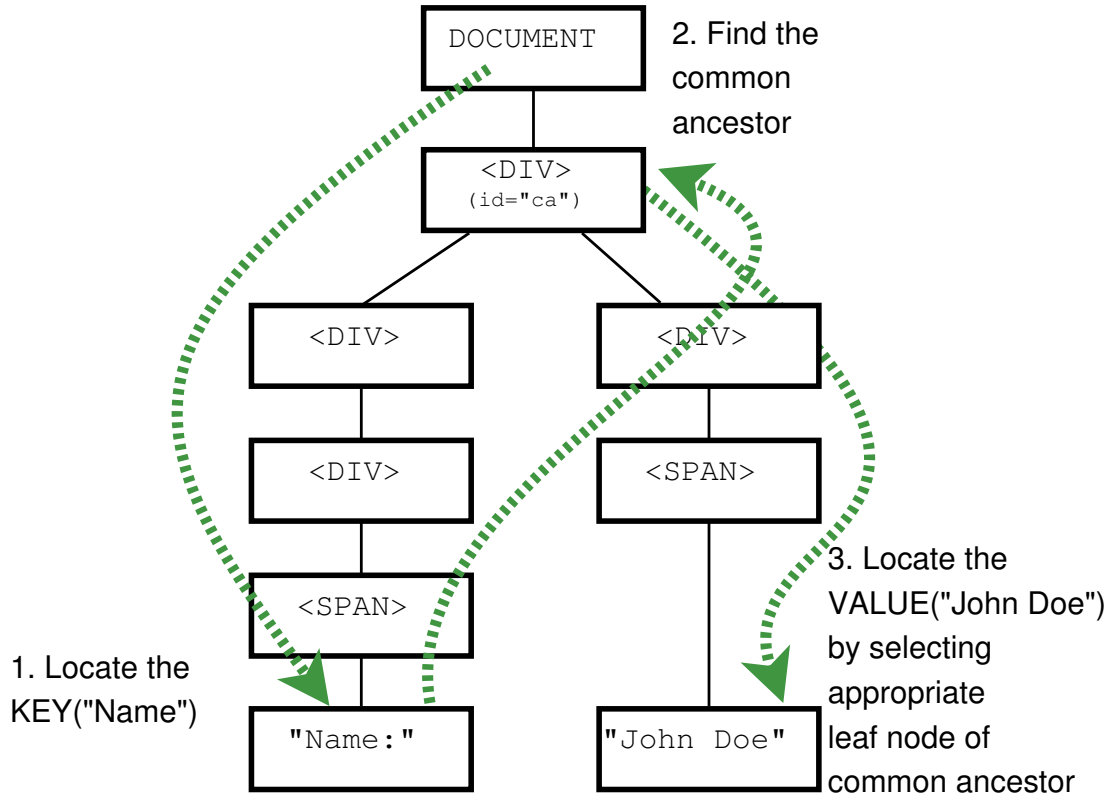 DOCUMENT
2. Find the
common
ancestor
<DIV>
(id="ca")
<DIV>
<DIV>
<DIV>
<SPAN>
<SPAN>
1. Locate the
KEY("Name")
"Name:"
"John Doe"
3. Locate the
VALUE("John Doe")
by selecting
appropriate
leaf node of
common ancestor